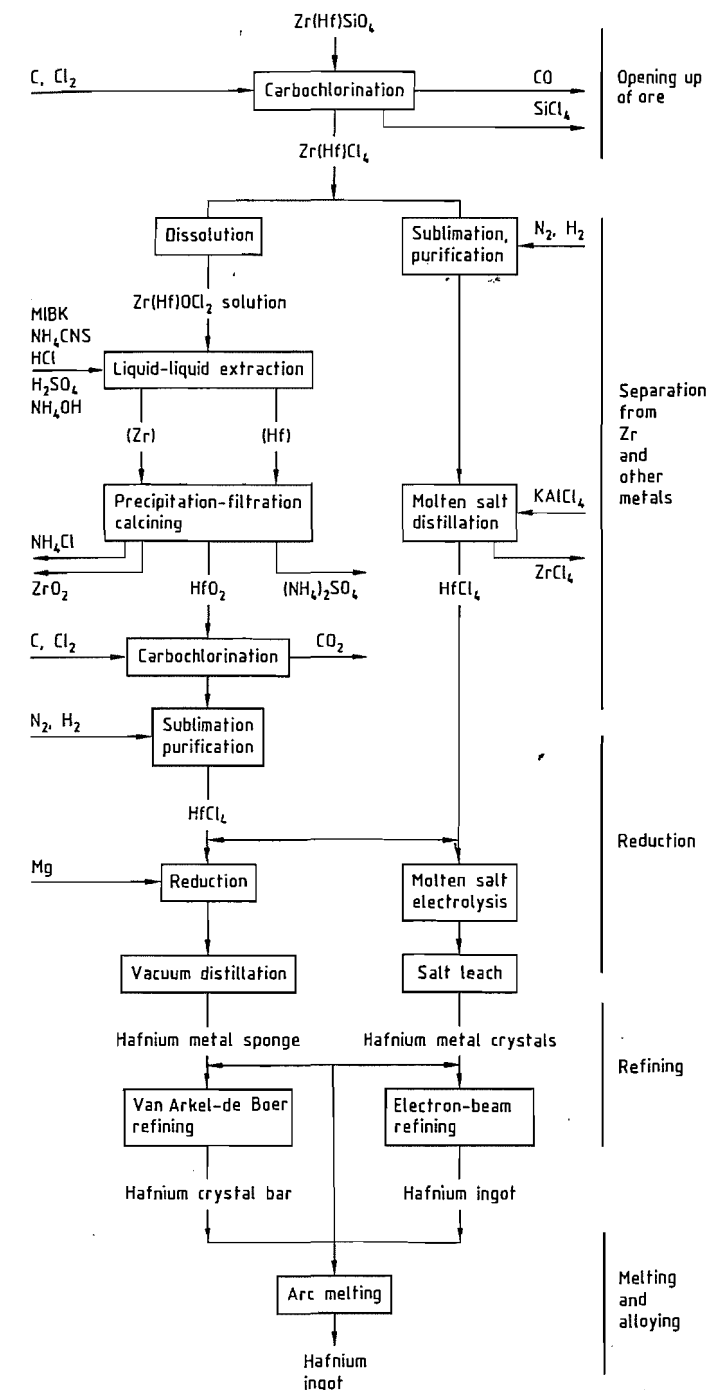 Zr(Hf)SiO₄
C, Cl₂
Carbochlorination
CO
SiCl₄
Opening up
of ore
Zr(Hf)Cl₄
Dissolution
Sublimation,
purification
N₂, H₂
Zr(Hf)OCl₂ solution
MIBK
NH₄CNS
HCl
H₂SO₄
NH₄OH
Liquid-liquid extraction
(Zr)
(Hf)
Separation
from
Zr
and
other
metals
Precipitation-filtration
calcining
Molten salt
distillation
KAlCl₄
NH₄Cl
ZrO₂
HfO₂
(NH₄)₂SO₄
HfCl₄
ZrCl₄
C, Cl₂
Carbochlorination
CO₂
N₂, H₂
Sublimation
purification
HfCl₄
Mg
Reduction
Molten salt
electrolysis
Reduction
Vacuum distillation
Salt leach
Hafnium metal sponge
Hafnium metal crystals
Van Arkel-de Boer
refining
Electron-beam
refining
Refining
Hafnium crystal bar
Hafnium ingot
Arc melting
Melting
and
alloying
Hafnium
ingot